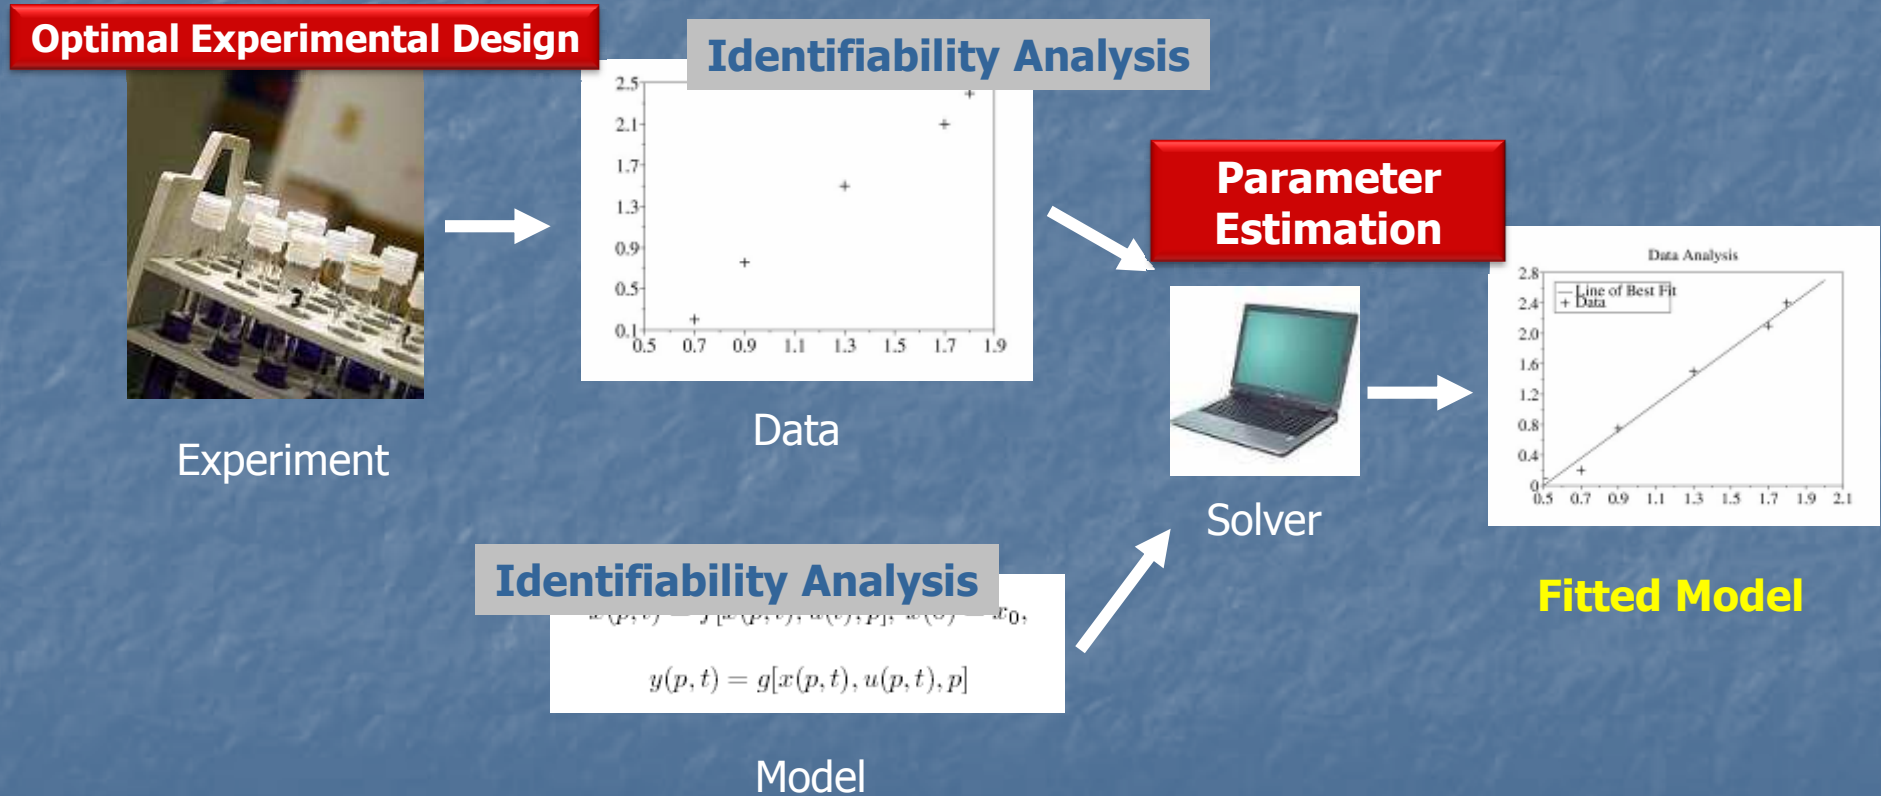 Optimal Experimental Design
Identifiability Analysis
2.5
2.1
1.7
1.3
0.9
0.5
0.1
0.5 0.7 0.9 1.1 1.3 1.5 1.7 1.9
Experiment
Data
Parameter
Estimation
Solver
Data Analysis
2.8
2.4
2.0
1.6
1.2
0.8
0.4
0
Line of Best Fit
Data
0.5 0.7 0.9 1.1 1.3 1.5 1.7 1.9 2.1
Fitted Model
Identifiability Analysis
x₀,
y(p, t) = g[x(p, t), u(p, t), p]
Model
3